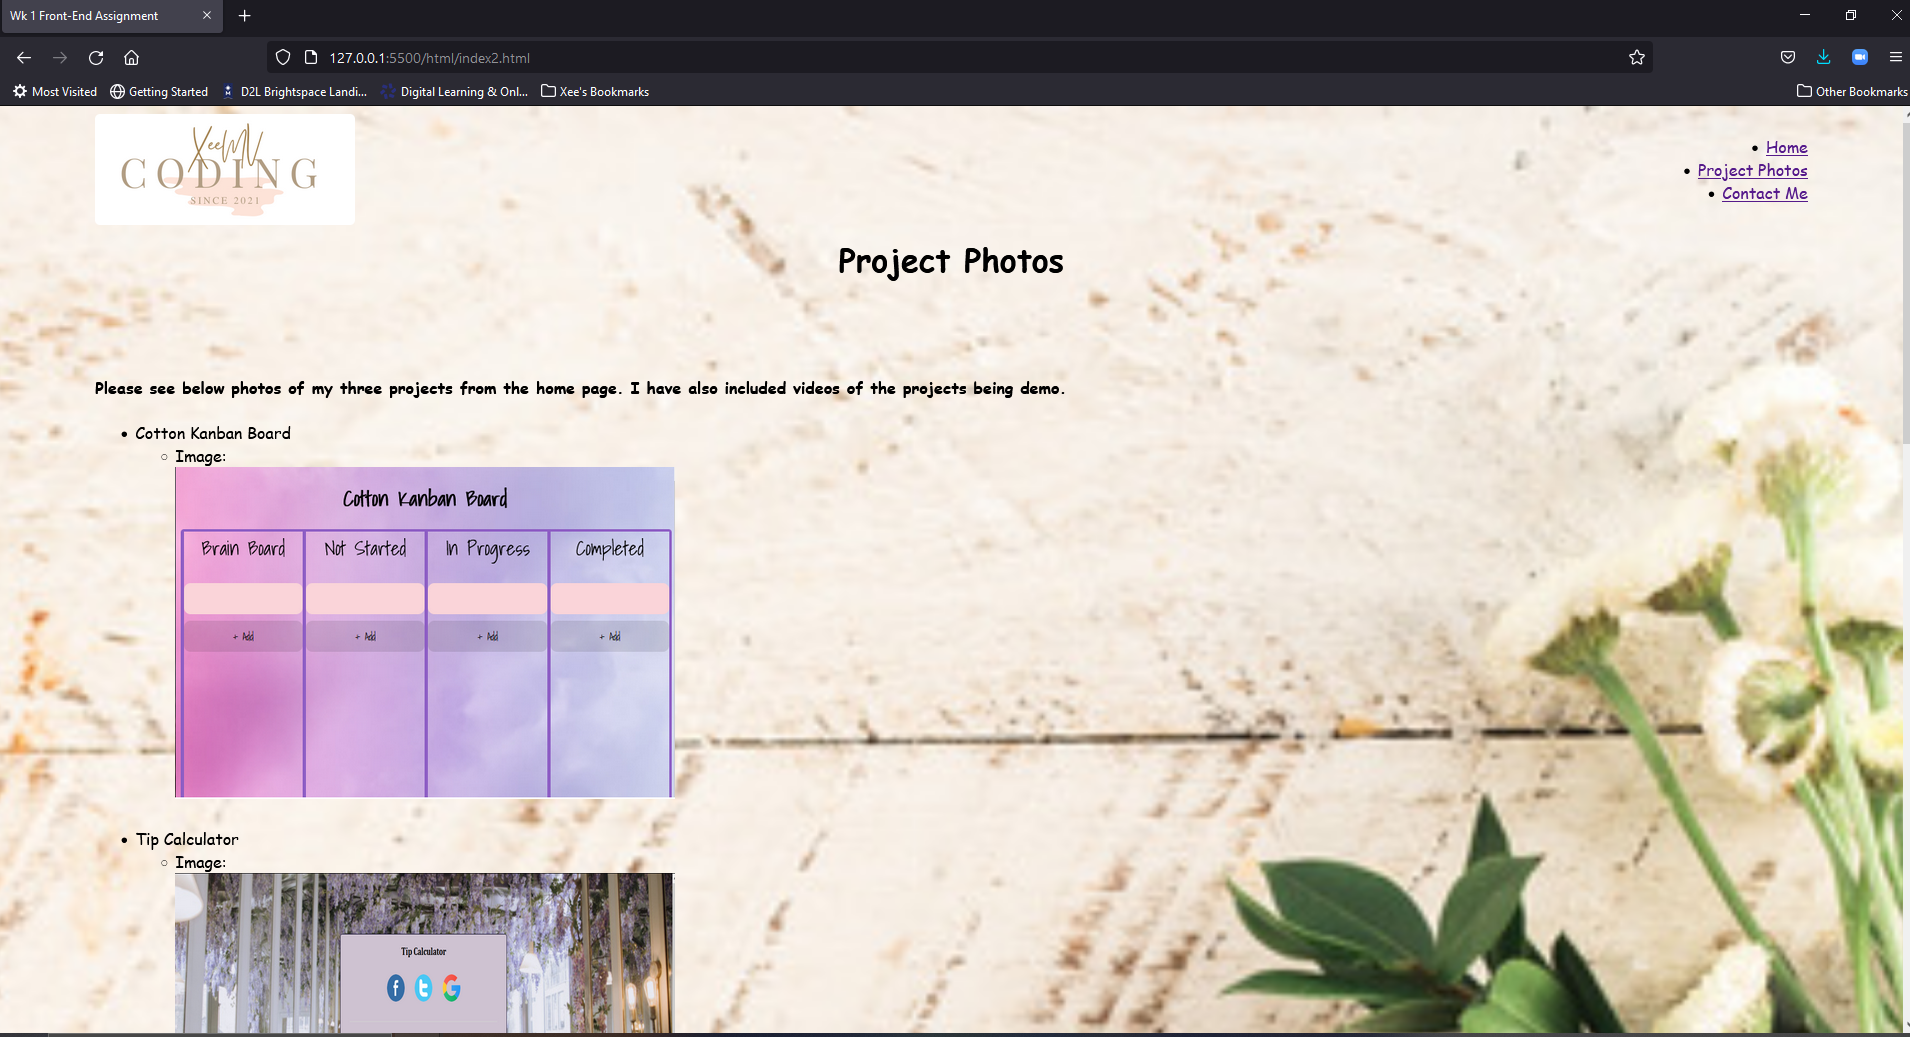 Wk 1 Front-End Assignment
127.0.0.1:5500/html/index2.html
Most Visited Getting Started D2L Brightspace Landi... Digital Learning & Onl... Xee's Bookmarks Other Bookmarks
XeeMV
CODING
SINCE 2021
Home
Project Photos
Contact Me
Project Photos
Please see below photos of my three projects from the home page. I have also included videos of the projects being demo.
Cotton Kanban Board
Image:
Cotton Kanban Board
Brain Board Not Started In Progress Completed
+ Add + Add + Add + Add
Tip Calculator
Image:
Tip Calculator